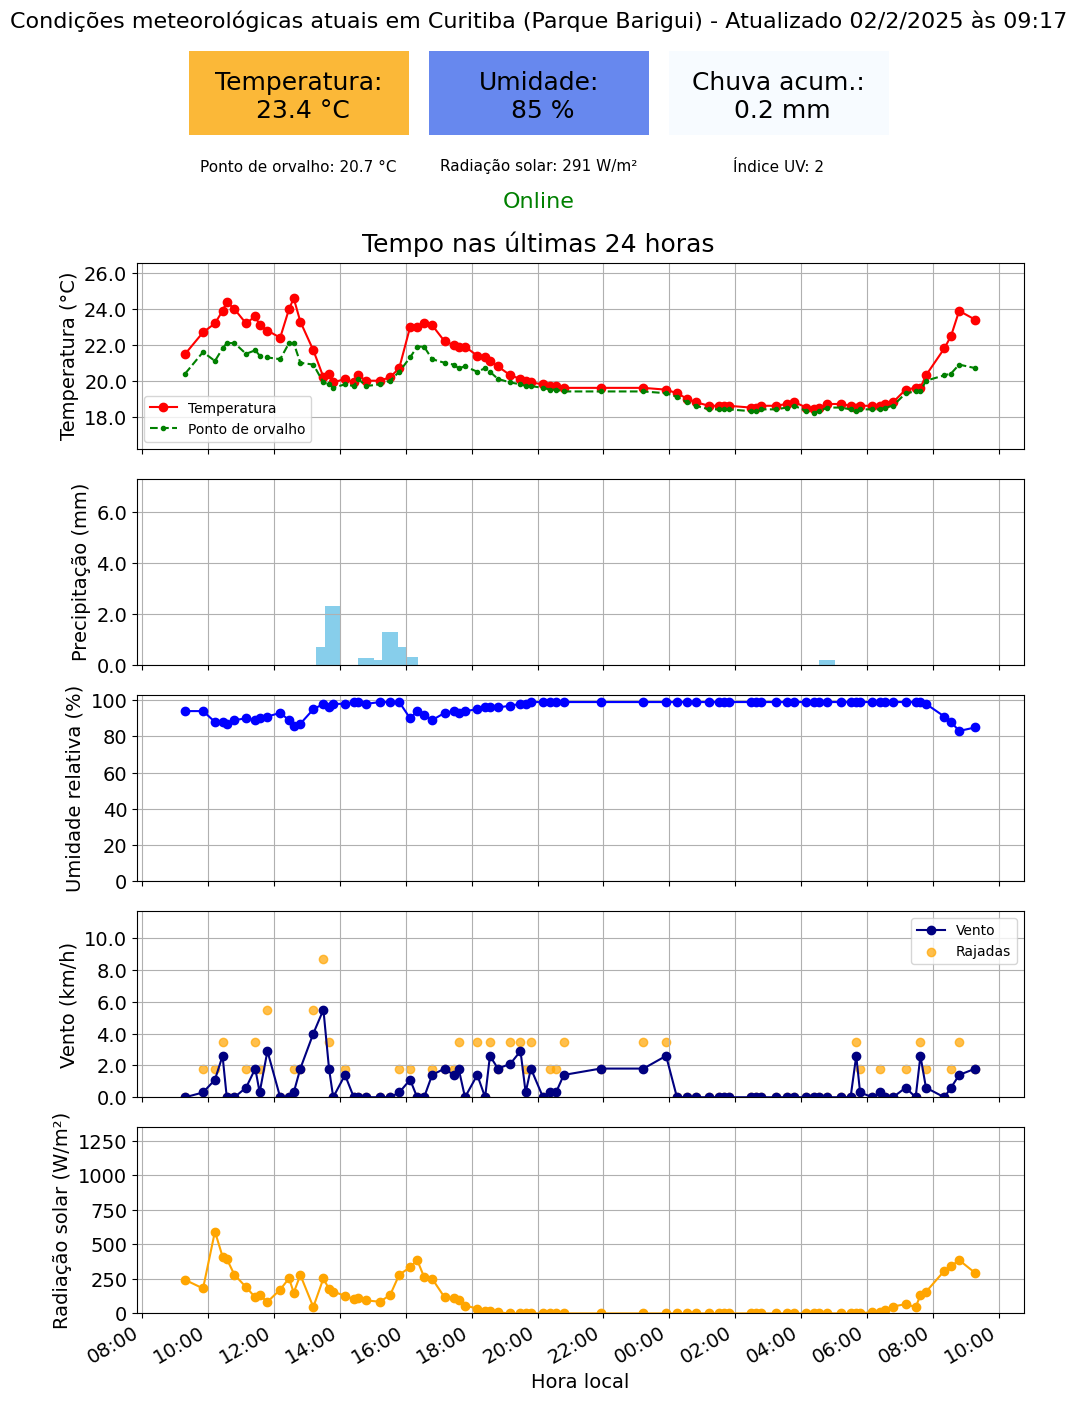 Condições meteorológicas atuais em Curitiba (Parque Barigui) - Atualizado 02/2/2025 às 09:17
Temperatura:
23.4 °C
Umidade:
85 %
Chuva acum.:
0.2 mm
Ponto de orvalho: 20.7 °C
Radiação solar: 291 W/m²
Índice UV: 2
Online
Tempo nas últimas 24 horas
Temperatura (°C)
26.0
24.0
22.0
20.0
18.0
Temperatura
Ponto de orvalho
Precipitação (mm)
6.0
4.0
2.0
0.0
Umidade relativa (%)
100
80
60
40
20
0
Vento (km/h)
10.0
8.0
6.0
4.0
2.0
0.0
Vento
Rajadas
Radiação solar (W/m²)
1250
1000
750
500
250
0
08:00
10:00
12:00
14:00
16:00
18:00
20:00
22:00
00:00
02:00
04:00
06:00
08:00
10:00
Hora local